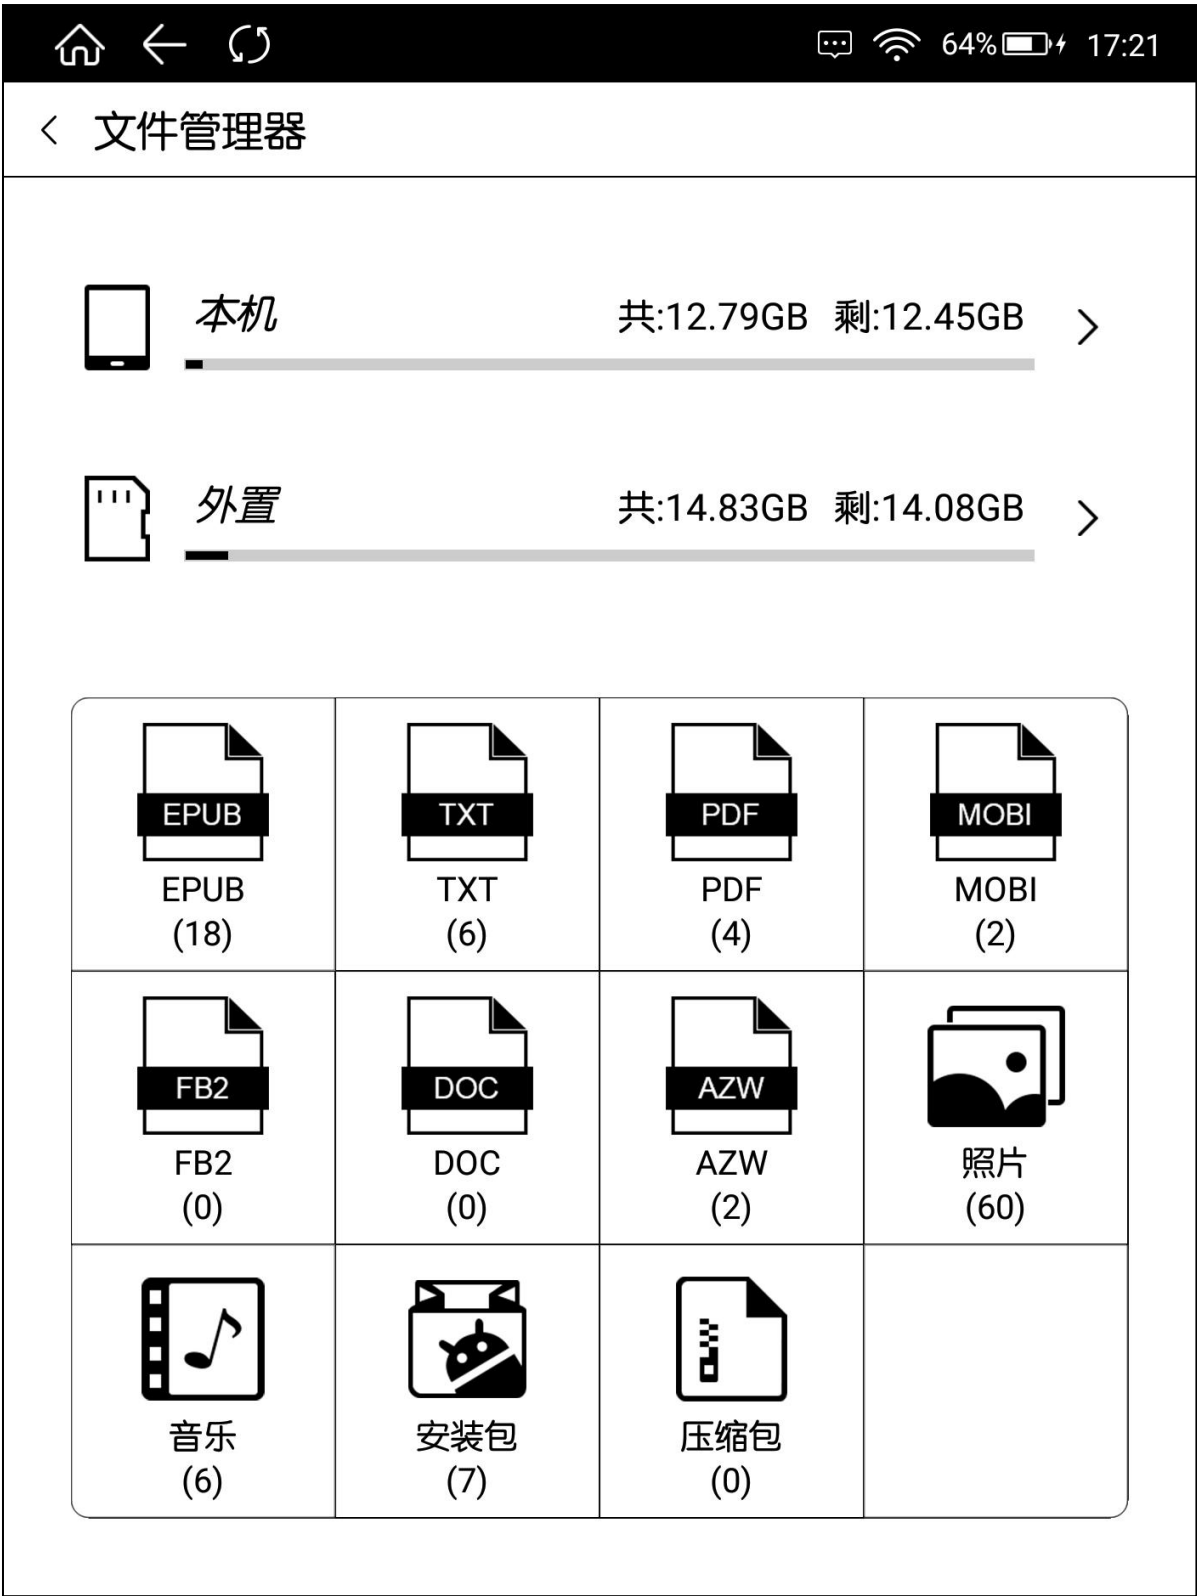 64% 17:21
文件管理器
本机 共:12.79GB 剩:12.45GB
外置 共:14.83GB 剩:14.08GB
EPUB TXT PDF MOBI
EPUB TXT PDF MOBI
(18) (6) (4) (2)
FB2 DOC AZW
FB2 DOC AZW 照片
(0) (0) (2) (60)
音乐 安装包 压缩包
(6) (7) (0)